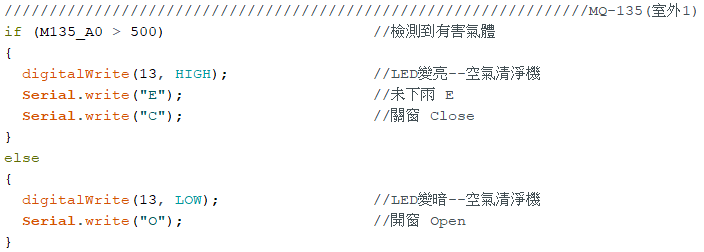 //////////////////////////////////////////////////////////////////MQ-135(室外1)
if (M135_A0 > 500)                          //檢測到有害氣體
{
  digitalWrite(13, HIGH);                   //LED變亮--空氣清淨機
  Serial.write("E");                        //未下雨 E
  Serial.write("C");                        //關窗 Close
}
else
{
  digitalWrite(13, LOW);                    //LED變暗--空氣清淨機
  Serial.write("O");                        //開窗 Open
}